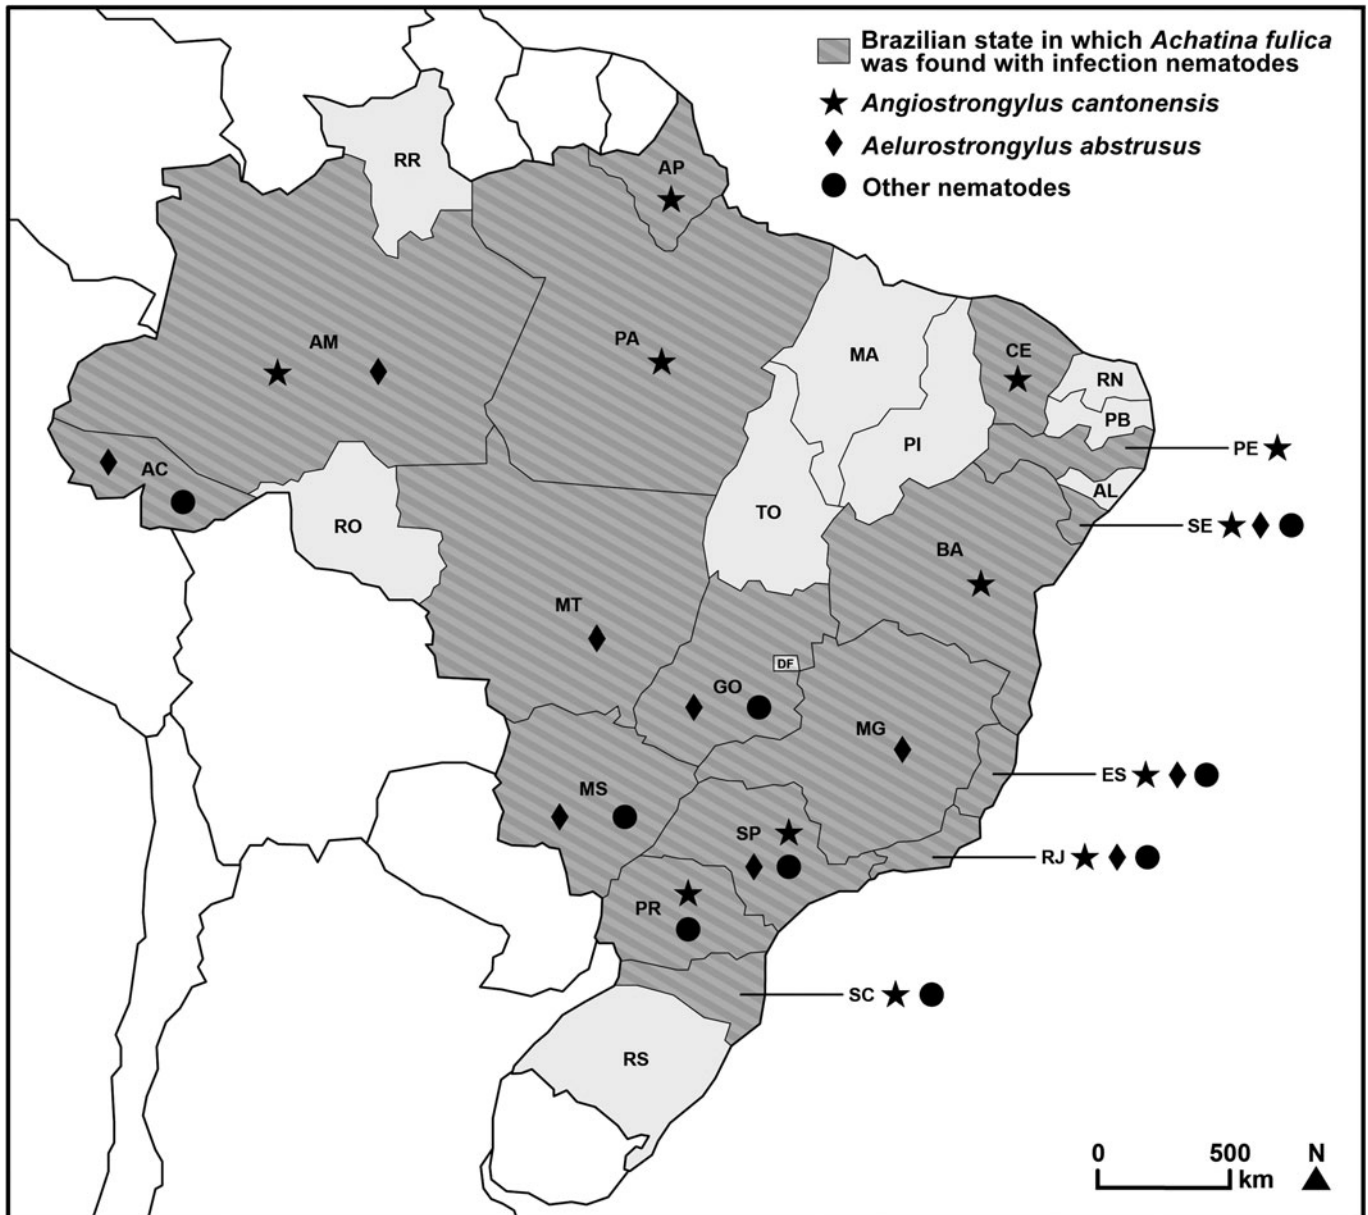 Brazilian state in which Achatina fulica
was found with infection nematodes
Angiostrongylus cantonensis
Aelurostrongylus abstrusus
Other nematodes
RR
AP
AM
PA
MA
CE
RN
PB
PI
PE
AC
AL
TO
RO
SE
BA
MT
DF
GO
MG
ES
MS
SP
RJ
PR
SC
RS
0 500 km
N